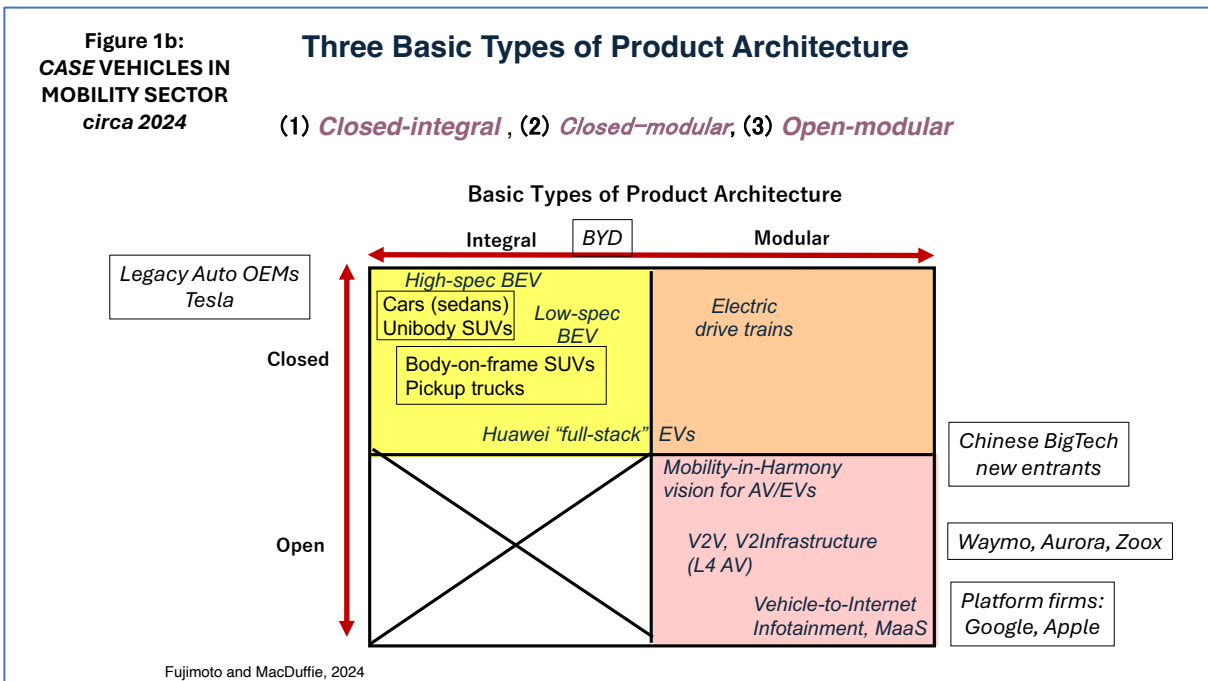 Figure 1b:
CASE VEHICLES IN
MOBILITY SECTOR
circa 2024
Three Basic Types of Product Architecture
(1) Closed-integral , (2) Closed-modular, (3) Open-modular
Basic Types of Product Architecture
Integral
BYD
Modular
Legacy Auto OEMs
Tesla
Closed
High-spec BEV
Cars (sedans)
Unibody SUVs
Low-spec
BEV
Body-on-frame SUVs
Pickup trucks
Electric
drive trains
Huawei “full-stack” EVs
Chinese BigTech
new entrants
Open
Mobility-in-Harmony
vision for AV/EVs
V2V, V2Infrastructure
(L4 AV)
Vehicle-to-Internet
Infotainment, MaaS
Waymo, Aurora, Zoox
Platform firms:
Google, Apple
Fujimoto and MacDuffie, 2024